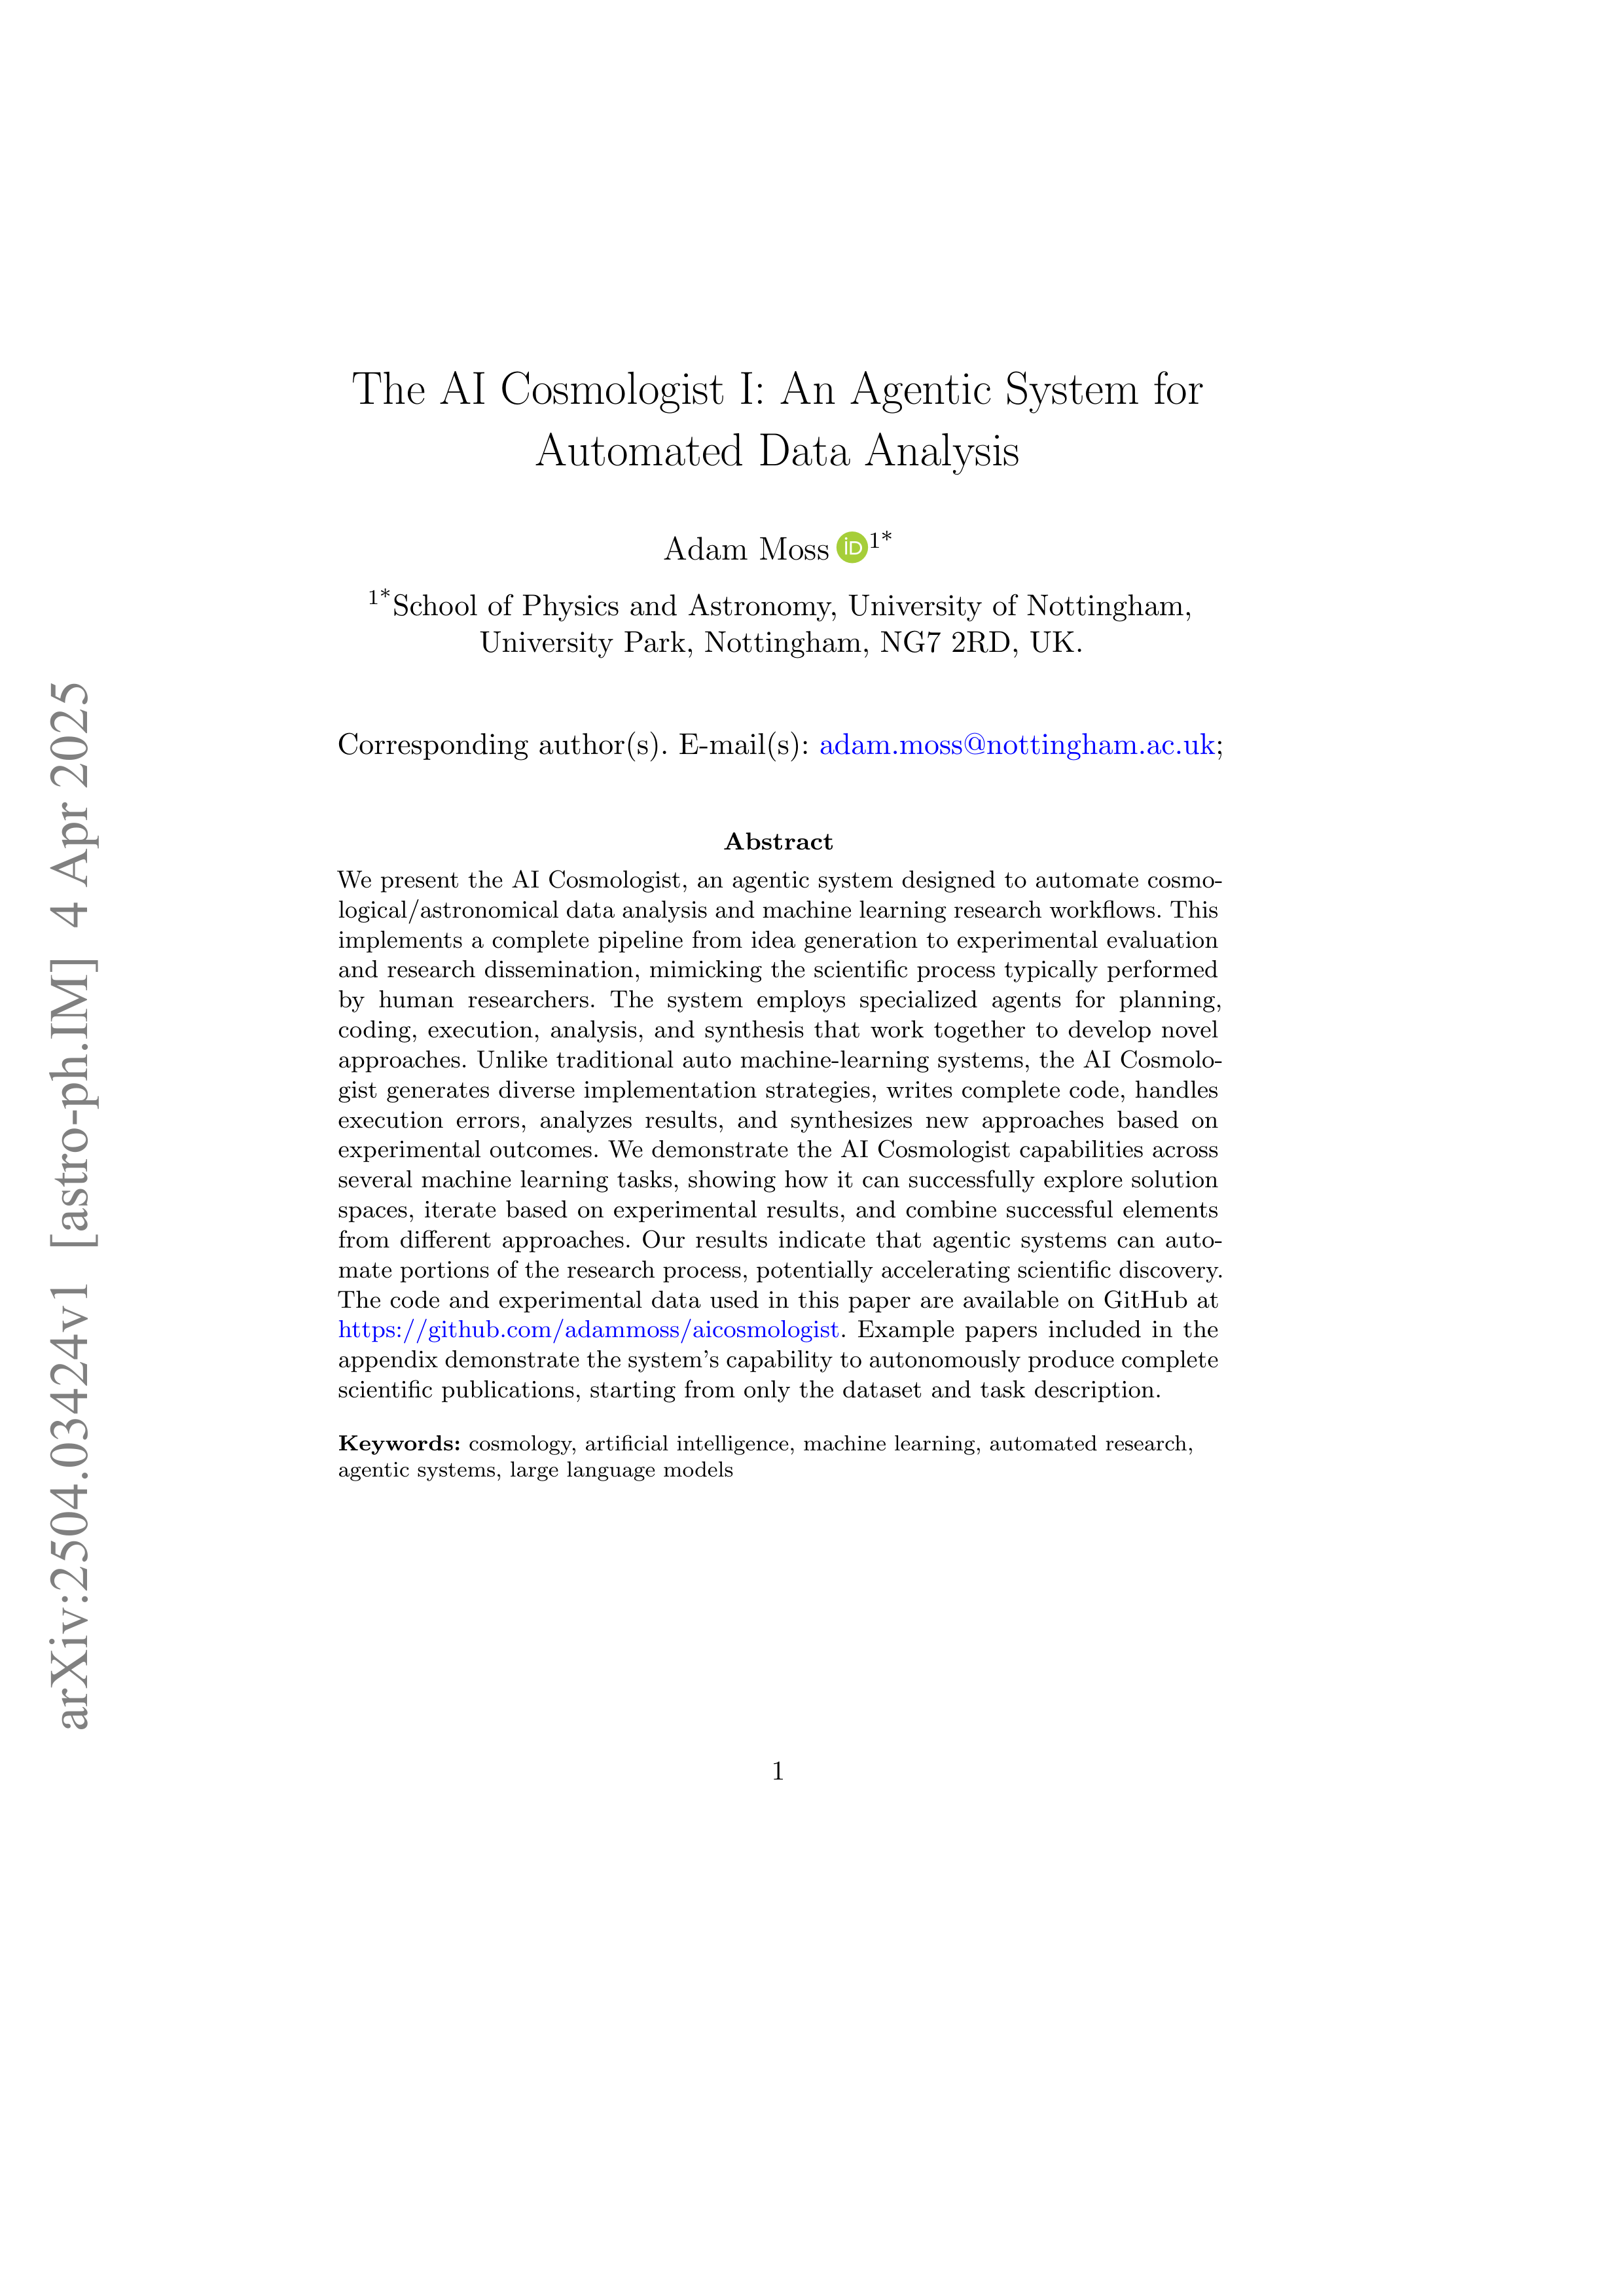 The AI Cosmologist I: An Agentic System for
Automated Data Analysis
Adam Moss iD 1*
1*School of Physics and Astronomy, University of Nottingham,
University Park, Nottingham, NG7 2RD, UK.
Corresponding author(s). E-mail(s): adam.moss@nottingham.ac.uk;
Abstract
We present the AI Cosmologist, an agentic system designed to automate cosmo-
logical/astronomical data analysis and machine learning research workflows. This
implements a complete pipeline from idea generation to experimental evaluation
and research dissemination, mimicking the scientific process typically performed
by human researchers. The system employs specialized agents for planning,
coding, execution, analysis, and synthesis that work together to develop novel
approaches. Unlike traditional auto machine-learning systems, the AI Cosmolo-
gist generates diverse implementation strategies, writes complete code, handles
execution errors, analyzes results, and synthesizes new approaches based on
experimental outcomes. We demonstrate the AI Cosmologist capabilities across
several machine learning tasks, showing how it can successfully explore solution
spaces, iterate based on experimental results, and combine successful elements
from different approaches. Our results indicate that agentic systems can auto-
mate portions of the research process, potentially accelerating scientific discovery.
The code and experimental data used in this paper are available on GitHub at
https://github.com/adammoss/aicosmologist. Example papers included in the
appendix demonstrate the system's capability to autonomously produce complete
scientific publications, starting from only the dataset and task description.
Keywords: cosmology, artificial intelligence, machine learning, automated research,
agentic systems, large language models
1
arXiv:2504.03424v1 [astro-ph.IM] 4 Apr 2025